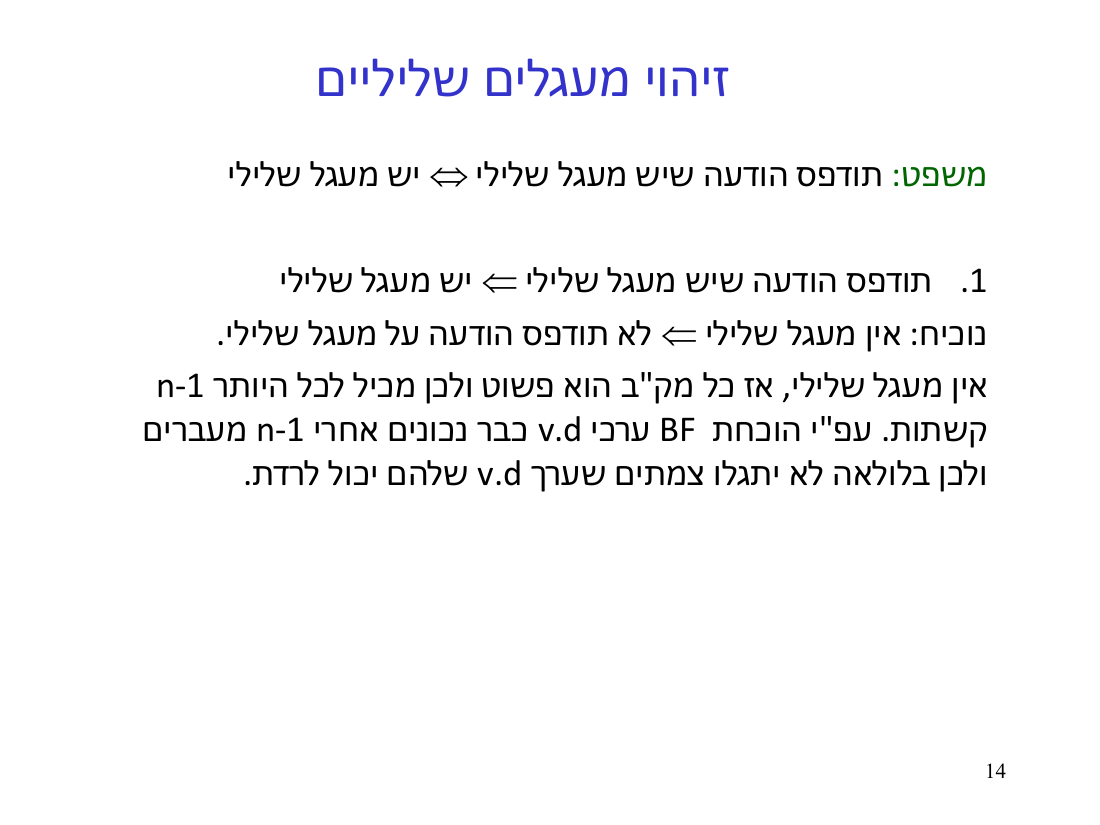 זיהוי מעגלים שליליים
משפט: תודפס הודעה שיש מעגל שלילי ⇔ יש מעגל שלילי
1. תודפס הודעה שיש מעגל שלילי ⇐ יש מעגל שלילי
נוכיח: אין מעגל שלילי ⇐ לא תודפס הודעה על מעגל שלילי.
אין מעגל שלילי, אז כל מק"ב הוא פשוט ולכן מכיל לכל היותר n-1
קשתות. עפ"י הוכחת BF ערכי v.d כבר נכונים אחרי n-1 מעברים
ולכן בלולאה לא יתגלו צמתים שערך v.d שלהם יכול לרדת.
14